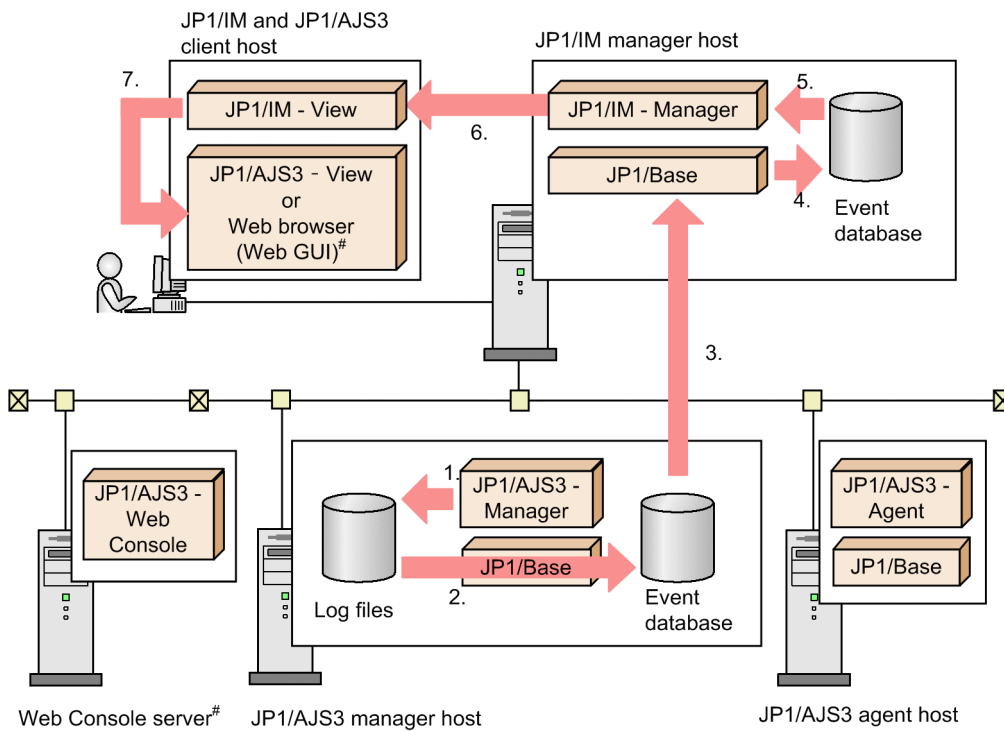 JP1/IM and JP1/AJS3
client host
JP1/IM manager host
7.
JP1/IM - View
6.
JP1/IM - Manager
5.
JP1/AJS3 - View
or
Web browser
(Web GUI)#
JP1/Base
4.
Event
database
3.
JP1/AJS3 -
Web
Console
1.
JP1/AJS3 -
Manager
JP1/Base
2.
Log files
Event
database
JP1/AJS3 -
Agent
JP1/Base
Web Console server#
JP1/AJS3 manager host
JP1/AJS3 agent host